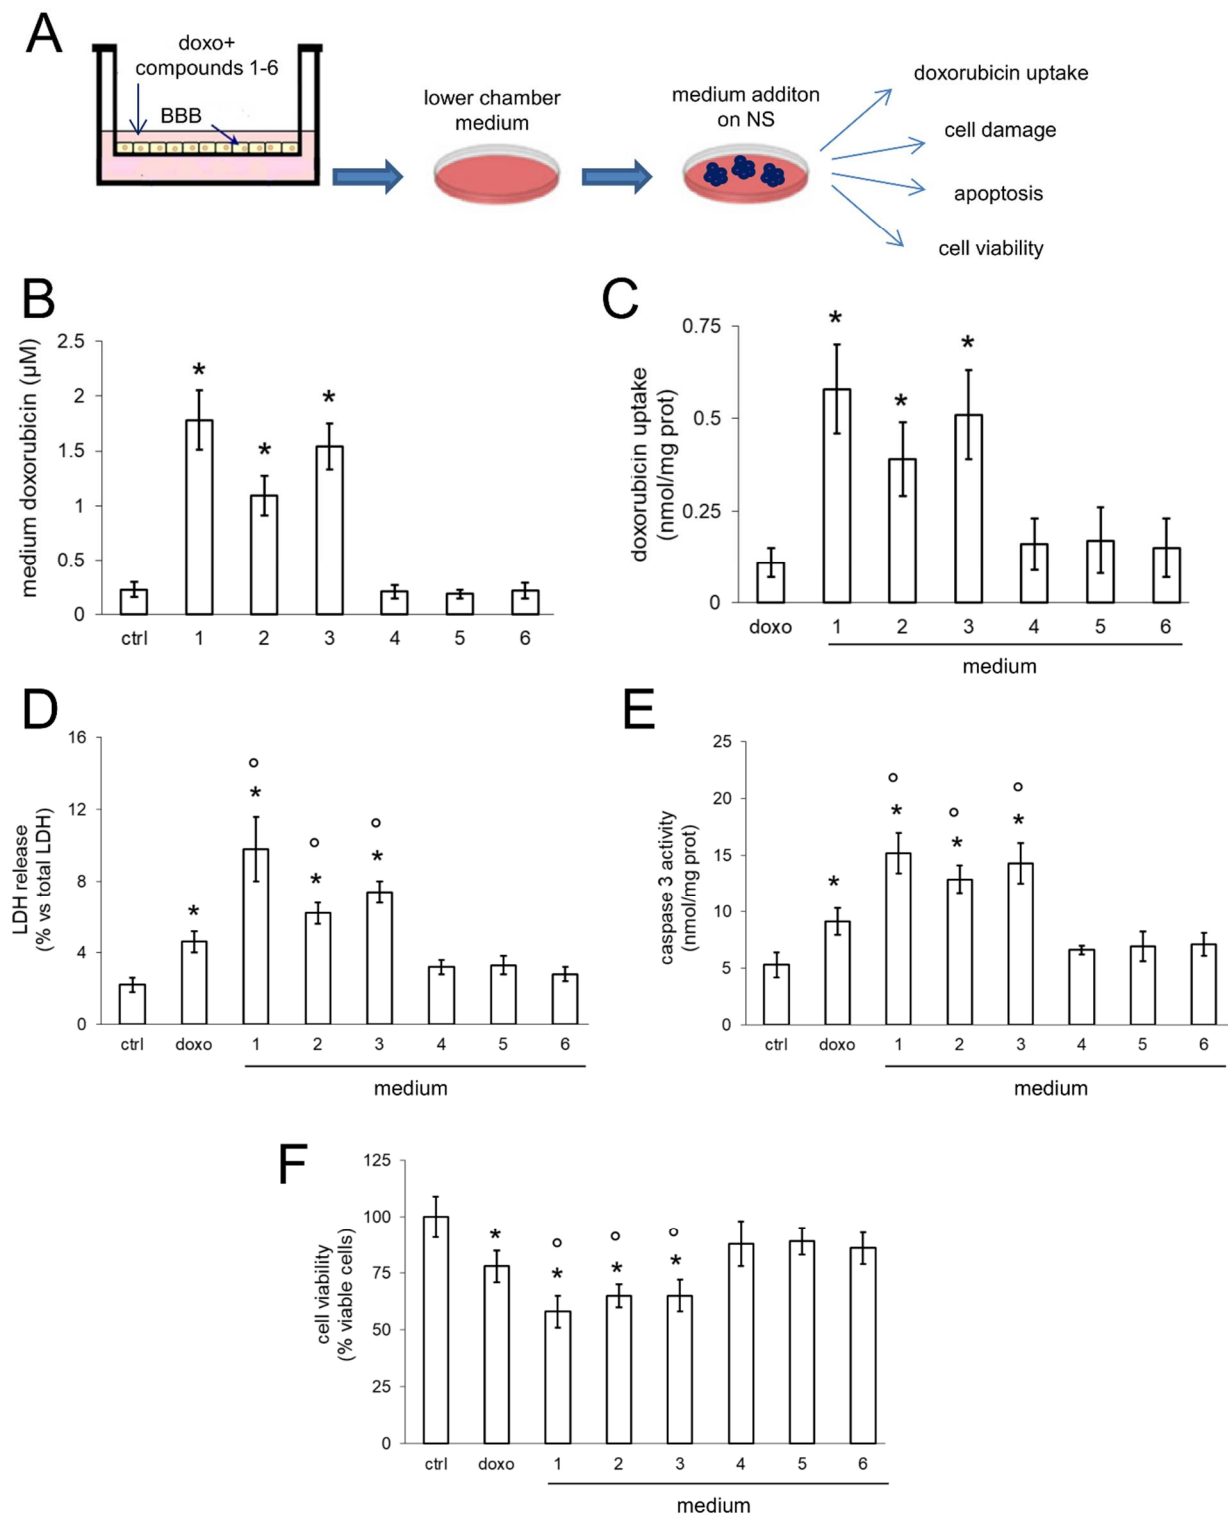 A
doxo+
compounds 1-6
BBB
lower chamber
medium
medium additon
on NS
doxorubicin uptake
cell damage
apoptosis
cell viability
B
medium doxorubicin (µM)
2.5
2
1.5
1
0.5
0
* * *
ctrl 1 2 3 4 5 6
C
doxorubicin uptake
(nmol/mg prot)
0.75
0.5
0.25
0
* * *
doxo 1 2 3 4 5 6
medium
D
LDH release
(% vs total LDH)
16
12
8
4
0
° ° °
* * * *
ctrl doxo 1 2 3 4 5 6
medium
E
caspase 3 activity
(nmol/mg prot)
25
20
15
10
5
0
° ° °
* * * *
ctrl doxo 1 2 3 4 5 6
medium
F
cell viability
(% viable cells)
125
100
75
50
25
0
° ° °
* * * *
ctrl doxo 1 2 3 4 5 6
medium